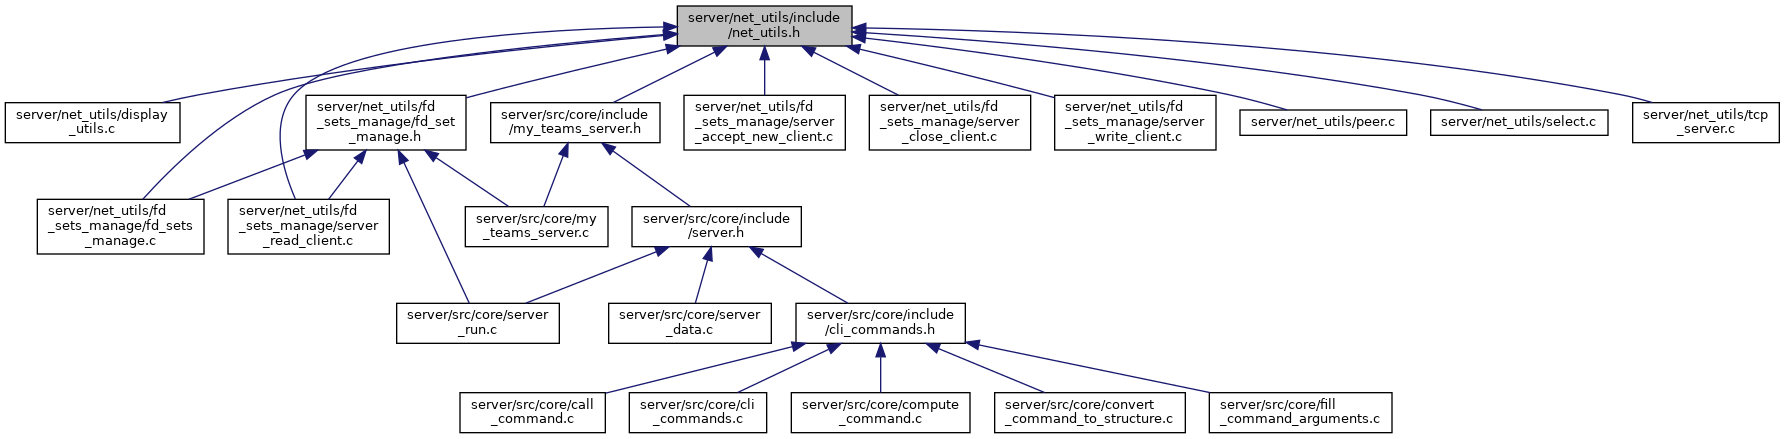 server/net_utils/include
/net_utils.h
server/net_utils/display
_utils.c
server/net_utils/fd
_sets_manage/fd_set
_manage.h
server/src/core/include
/my_teams_server.h
server/net_utils/fd
_sets_manage/server
_accept_new_client.c
server/net_utils/fd
_sets_manage/server
_close_client.c
server/net_utils/fd
_sets_manage/server
_write_client.c
server/net_utils/peer.c
server/net_utils/select.c
server/net_utils/tcp
_server.c
server/net_utils/fd
_sets_manage/fd_sets
_manage.c
server/net_utils/fd
_sets_manage/server
_read_client.c
server/src/core/my
_teams_server.c
server/src/core/include
/server.h
server/src/core/server
_run.c
server/src/core/server
_data.c
server/src/core/include
/cli_commands.h
server/src/core/call
_command.c
server/src/core/cli
_commands.c
server/src/core/compute
_command.c
server/src/core/convert
_command_to_structure.c
server/src/core/fill
_command_arguments.c